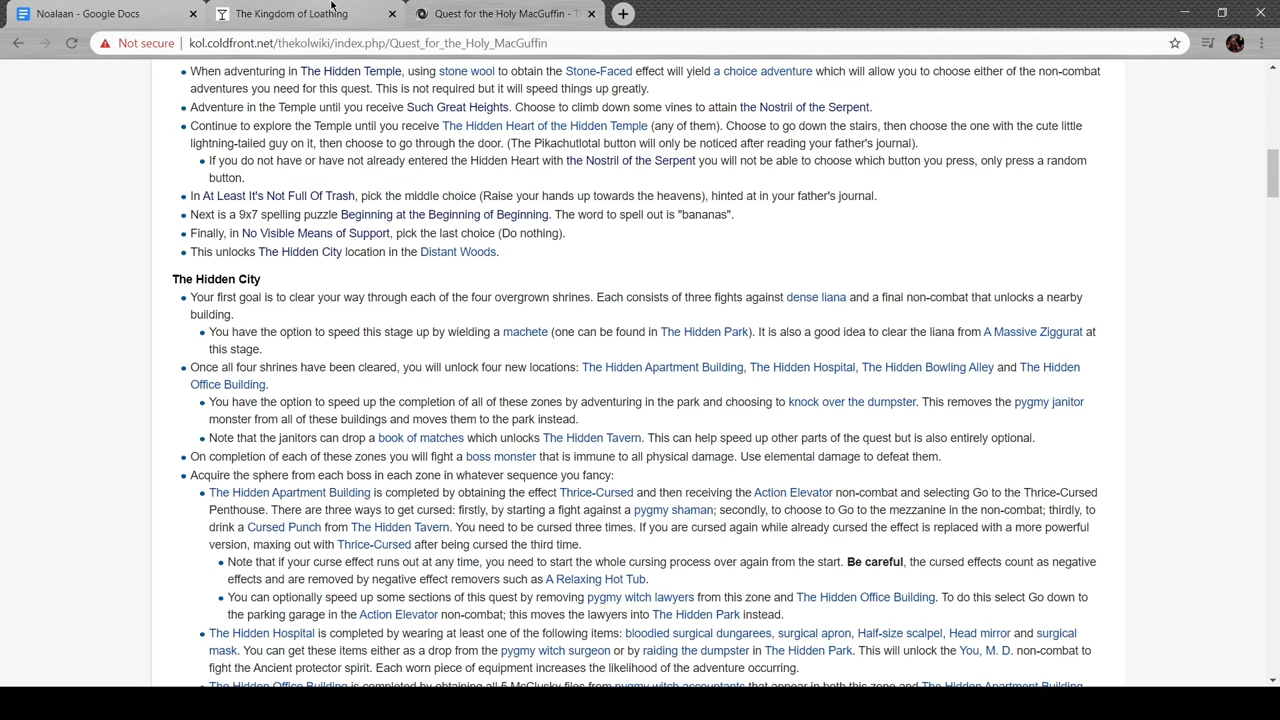 Noalaan - Google Docs
The Kingdom of Loathing
Quest for the Holy MacGuffin - T
Not secure | kol.coldfront.net/thekolwiki/index.php/Quest_for_the_Holy_MacGuffin
When adventuring in The Hidden Temple, using stone wool to obtain the Stone-Faced effect will yield a choice adventure which will allow you to choose either of the non-combat
adventures you need for this quest. This is not required but it will speed things up greatly.
Adventure in the Temple until you receive Such Great Heights. Choose to climb down some vines to attain the Nostril of the Serpent.
Continue to explore the Temple until you receive The Hidden Heart of the Hidden Temple (any of them). Choose to go down the stairs, then choose the one with the cute little
lightning-tailed guy on it, then choose to go through the door. (The Pikachutlotal button will only be noticed after reading your father's journal).
If you do not have or have not already entered the Hidden Heart with the Nostril of the Serpent you will not be able to choose which button you press, only press a random
button.
In At Least It's Not Full Of Trash, pick the middle choice (Raise your hands up towards the heavens), hinted at in your father's journal.
Next is a 9x7 spelling puzzle Beginning at the Beginning of Beginning. The word to spell out is "bananas".
Finally, in No Visible Means of Support, pick the last choice (Do nothing).
This unlocks The Hidden City location in the Distant Woods.
The Hidden City
Your first goal is to clear your way through each of the four overgrown shrines. Each consists of three fights against dense liana and a final non-combat that unlocks a nearby
building.
You have the option to speed this stage up by wielding a machete (one can be found in The Hidden Park). It is also a good idea to clear the liana from A Massive Ziggurat at
this stage.
Once all four shrines have been cleared, you will unlock four new locations: The Hidden Apartment Building, The Hidden Hospital, The Hidden Bowling Alley and The Hidden
Office Building.
You have the option to speed up the completion of all of these zones by adventuring in the park and choosing to knock over the dumpster. This removes the pygmy janitor
monster from all of these buildings and moves them to the park instead.
Note that the janitors can drop a book of matches which unlocks The Hidden Tavern. This can help speed up other parts of the quest but is also entirely optional.
On completion of each of these zones you will fight a boss monster that is immune to all physical damage. Use elemental damage to defeat them.
Acquire the sphere from each boss in each zone in whatever sequence you fancy:
The Hidden Apartment Building is completed by obtaining the effect Thrice-Cursed and then receiving the Action Elevator non-combat and selecting Go to the Thrice-Cursed
Penthouse. There are three ways to get cursed: firstly, by starting a fight against a pygmy shaman; secondly, to choose to Go to the mezzanine in the non-combat; thirdly, to
drink a Cursed Punch from The Hidden Tavern. You need to be cursed three times. If you are cursed again while already cursed the effect is replaced with a more powerful
version, maxing out with Thrice-Cursed after being cursed the third time.
Note that if your curse effect runs out at any time, you need to start the whole cursing process over again from the start. Be careful, the cursed effects count as negative
effects and are removed by negative effect removers such as A Relaxing Hot Tub.
You can optionally speed up some sections of this quest by removing pygmy witch lawyers from this zone and The Hidden Office Building. To do this select Go down to
the parking garage in the Action Elevator non-combat; this moves the lawyers into The Hidden Park instead.
The Hidden Hospital is completed by wearing at least one of the following items: bloodied surgical dungarees, surgical apron, Half-size scalpel, Head mirror and surgical
mask. You can get these items either as a drop from the pygmy witch surgeon or by raiding the dumpster in The Hidden Park. This will unlock the You, M. D. non-combat to
fight the Ancient protector spirit. Each worn piece of equipment increases the likelihood of the adventure occurring.
The Hidden Office Building is completed by obtaining all 5 McClusky files from pygmy witch accountants that appear in both this zone and The Hidden Apartment Building.